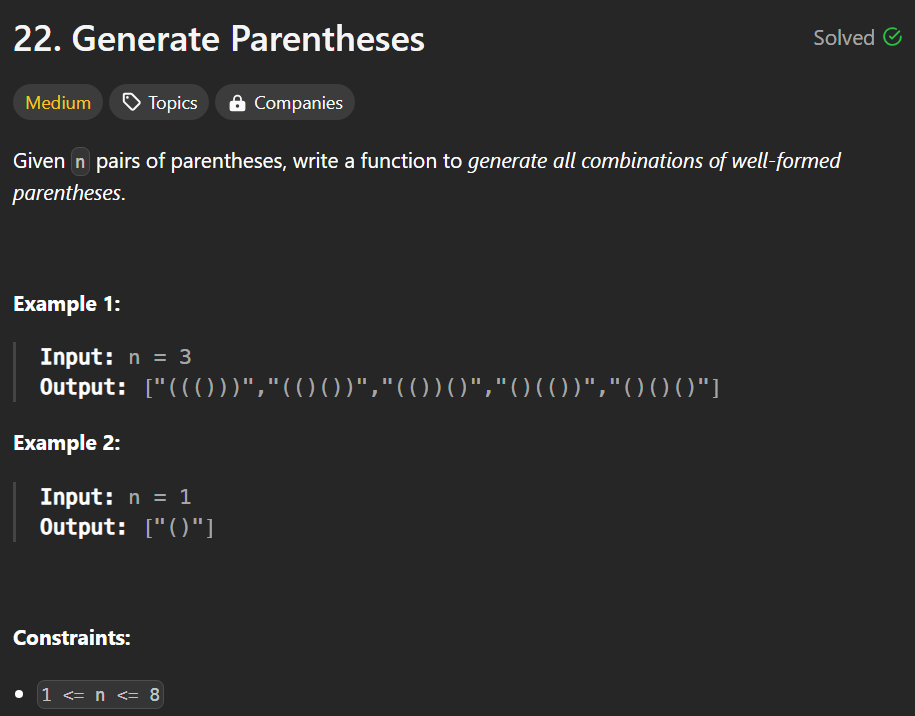 22. Generate Parentheses
Solved
Medium
Topics
Companies
Given n pairs of parentheses, write a function to generate all combinations of well-formed
parentheses.
Example 1:
Input: n = 3
Output: ["((()))","(()())","(())()","()(())","()()()"]
Example 2:
Input: n = 1
Output: ["()"]
Constraints:
• 1 <= n <= 8